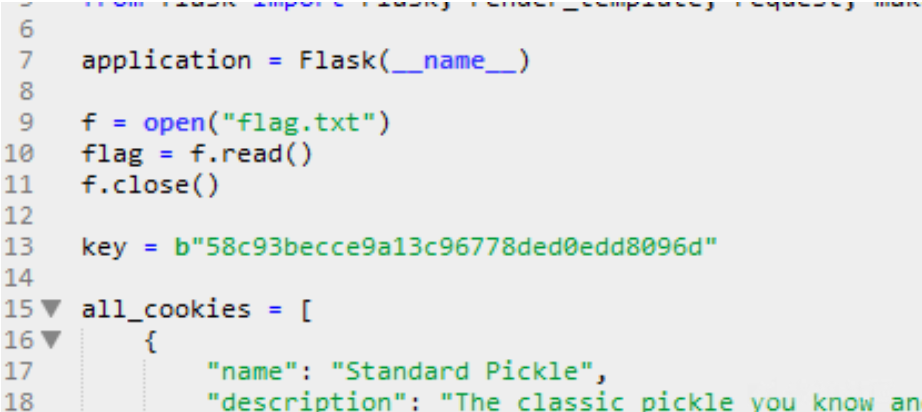 5 from flask import Flask, render_template, request, mak
6
7 application = Flask(__name__)
8
9 f = open("flag.txt")
10 flag = f.read()
11 f.close()
12
13 key = b"58c93becce9a13c96778ded0edd8096d"
14
15 all_cookies = [
16 {
17 "name": "Standard Pickle",
18 "description": "The classic pickle you know an